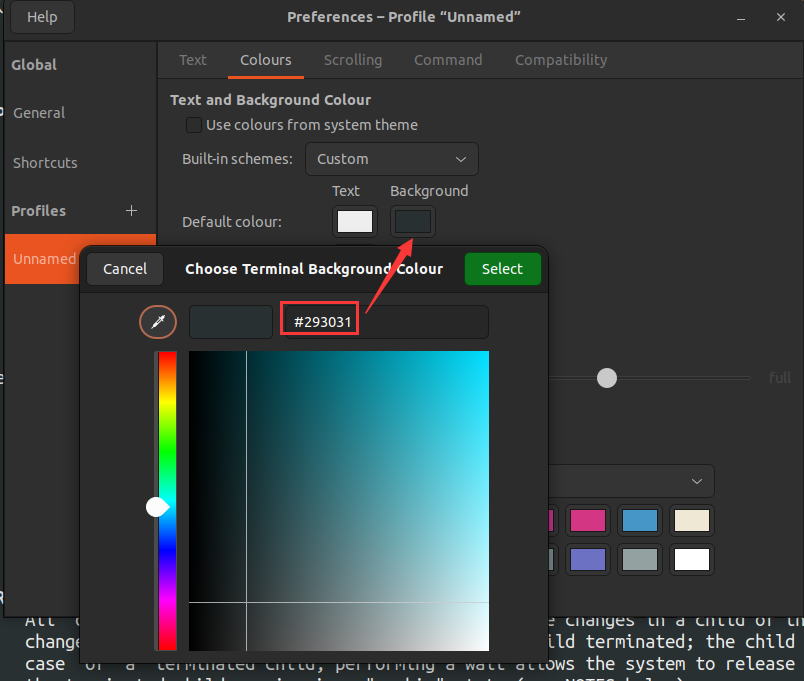 Help
Preferences – Profile “Unnamed”
Global
Text Colours Scrolling Command Compatibility
Text and Background Colour
General
Use colours from system theme
Shortcuts
Built-in schemes: Custom
Text Background
Profiles
Default colour:
Unnamed
Cancel Choose Terminal Background Colour Select
#293031
full
All
e changes in a child of th
change
ild terminated; the child
case of a terminated child, performing a wait allows the system to release